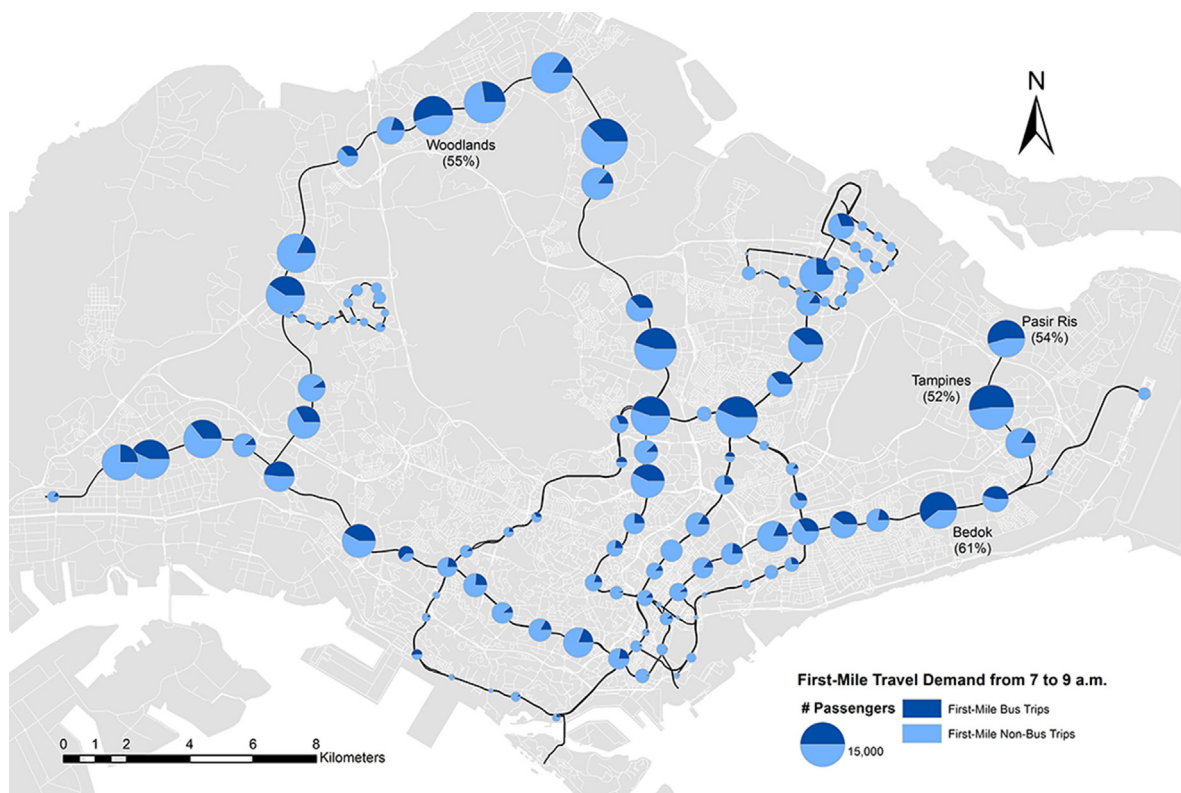 N
Woodlands
(55%)
Pasir Ris
(54%)
Tampines
(52%)
Bedok
(61%)
First-Mile Travel Demand from 7 to 9 a.m.
# Passengers
First-Mile Bus Trips
First-Mile Non-Bus Trips
15,000
0 1 2 4 6 8
Kilometers